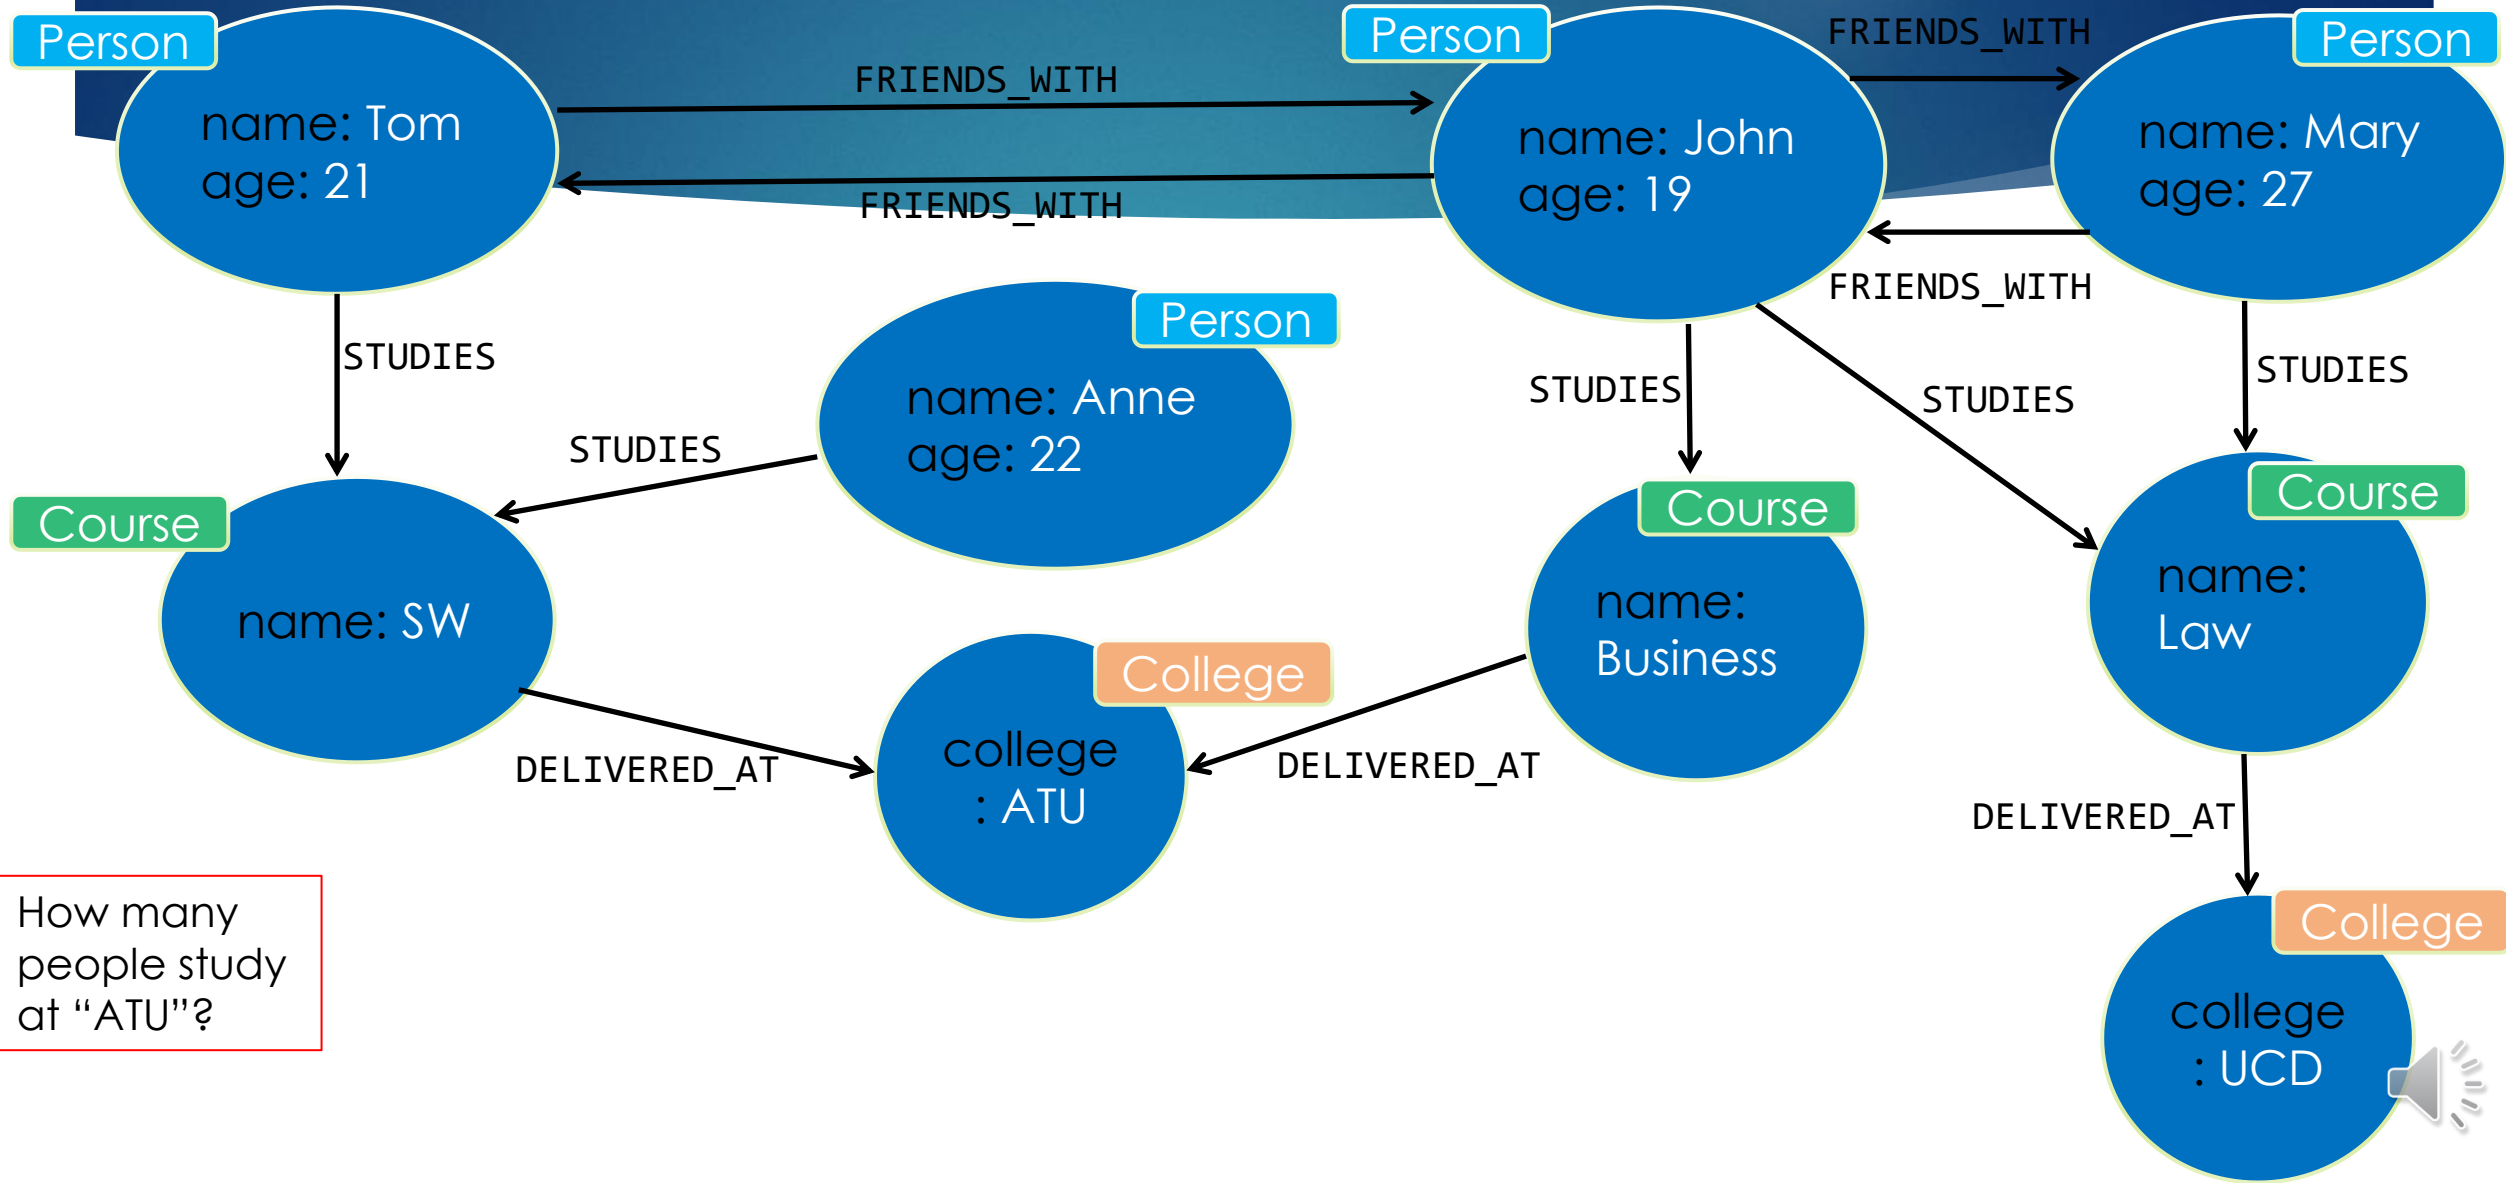 Person
name: Tom
age: 21
FRIENDS_WITH
FRIENDS_WITH
Person
name: John
age: 19
FRIENDS_WITH
FRIENDS_WITH
Person
name: Mary
age: 27
STUDIES
STUDIES
Person
name: Anne
age: 22
STUDIES
STUDIES
STUDIES
Course
name: SW
Course
name:
Business
Course
name:
Law
DELIVERED_AT
College
college
: ATU
DELIVERED_AT
DELIVERED_AT
College
college
: UCD
How many
people study
at “ATU”?